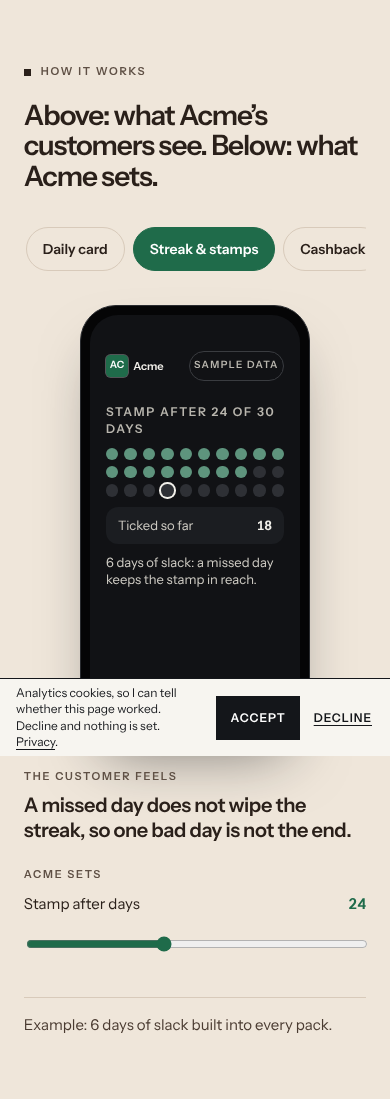 HOW IT WORKS
Above: what Acme’s
customers see. Below: what
Acme sets.
Daily card
Streak & stamps
Cashback
AC
Acme
SAMPLE DATA
STAMP AFTER 24 OF 30
DAYS
Ticked so far
18
6 days of slack: a missed day
keeps the stamp in reach.
Analytics cookies, so I can tell
whether this page worked.
Decline and nothing is set.
Privacy.
ACCEPT
DECLINE
THE CUSTOMER FEELS
A missed day does not wipe the
streak, so one bad day is not the end.
ACME SETS
Stamp after days
24
Example: 6 days of slack built into every pack.